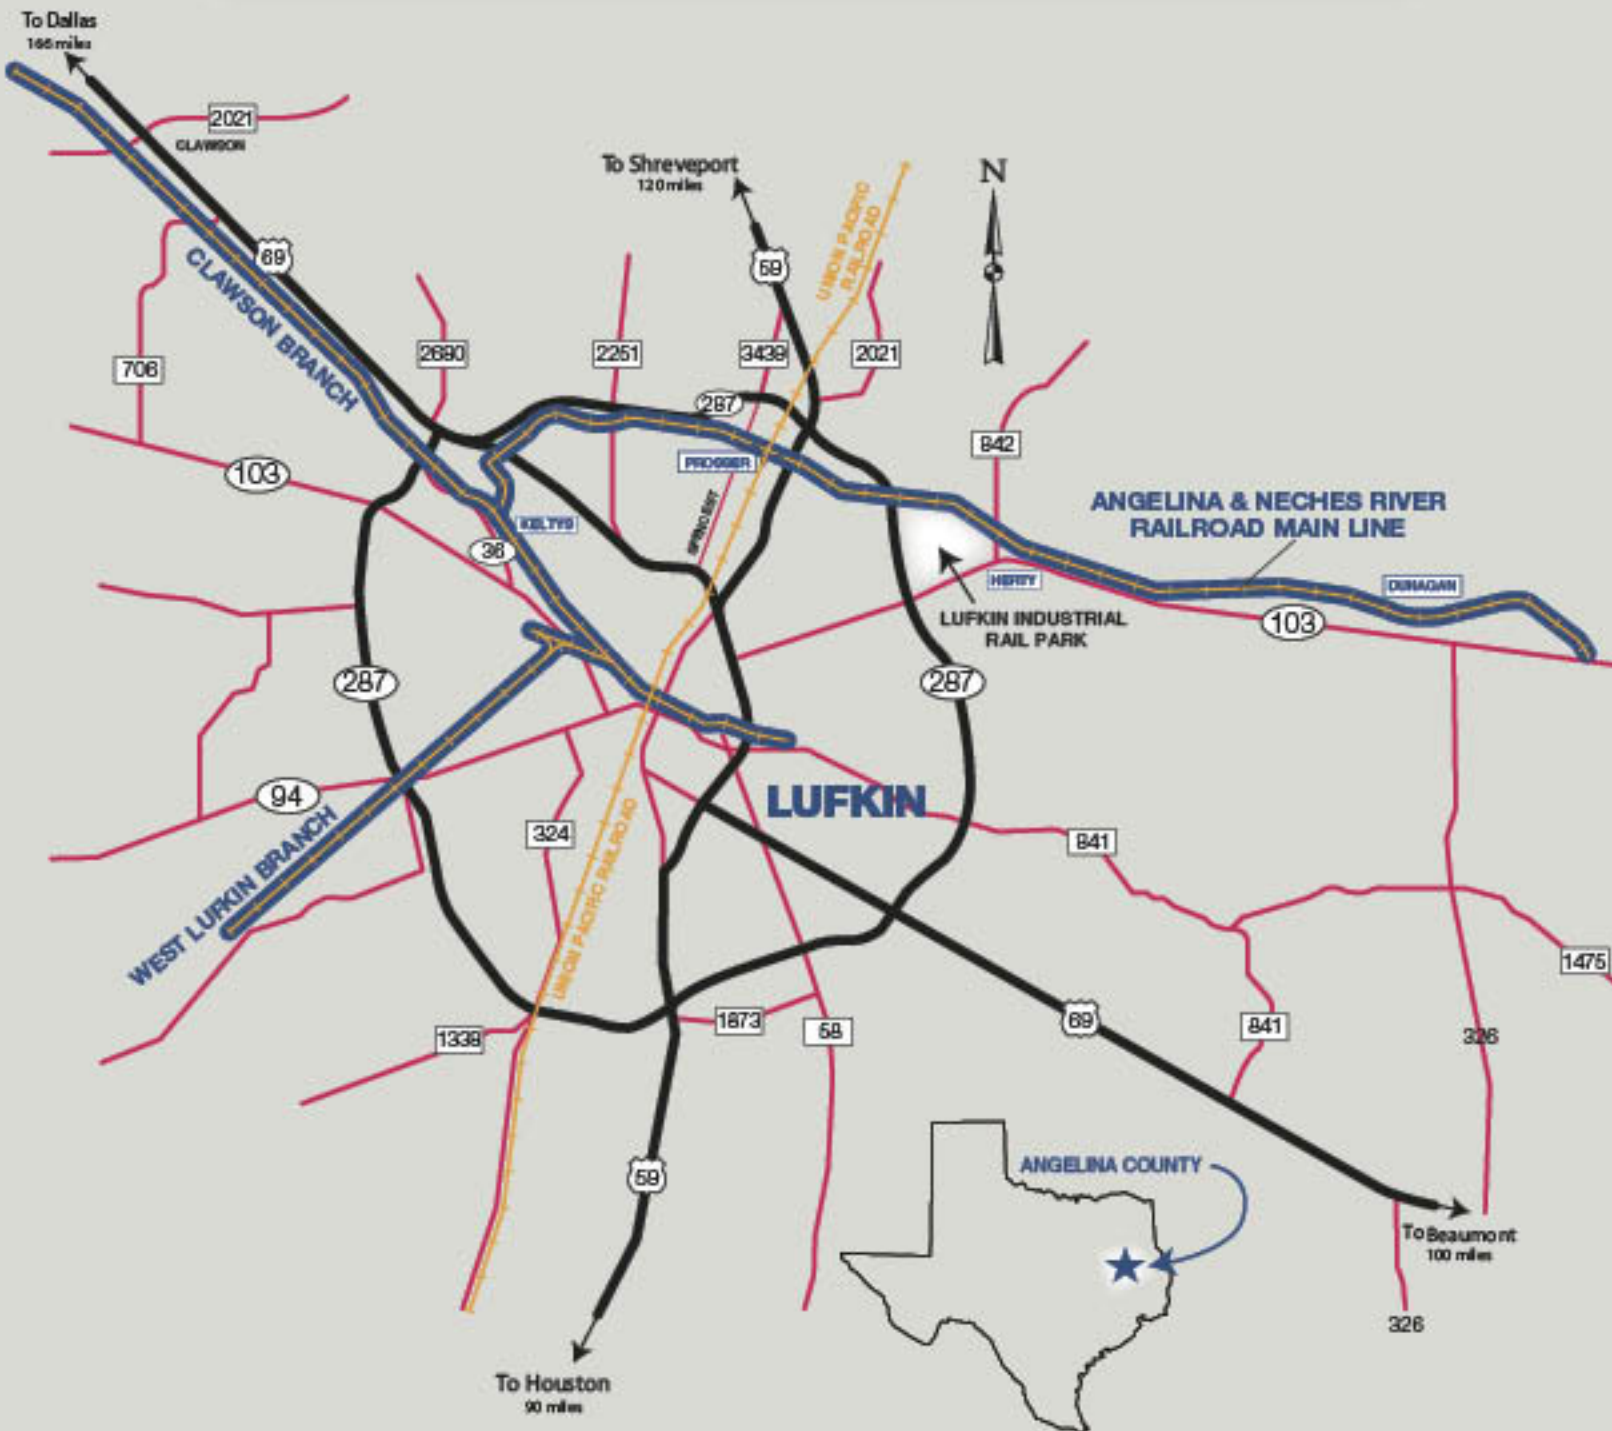 To Dallas
166 miles
2021
CLAWSON
To Shreveport
120 miles
N
UNION PACIFIC
RAILROAD
69
59
CLAWSON BRANCH
706
2680
2251
3439
2021
287
842
103
PROSSER
ANGELINA & NECHES RIVER
RAILROAD MAIN LINE
KELTYS
36
HERTY
DUNAGAN
LUFKIN INDUSTRIAL
RAIL PARK
103
287
287
94
LUFKIN
324
841
WEST LUFKIN BRANCH
UNION PACIFIC RAILROAD
1475
1338
1873
58
69
841
326
59
ANGELINA COUNTY
To Beaumont
100 miles
326
To Houston
90 miles